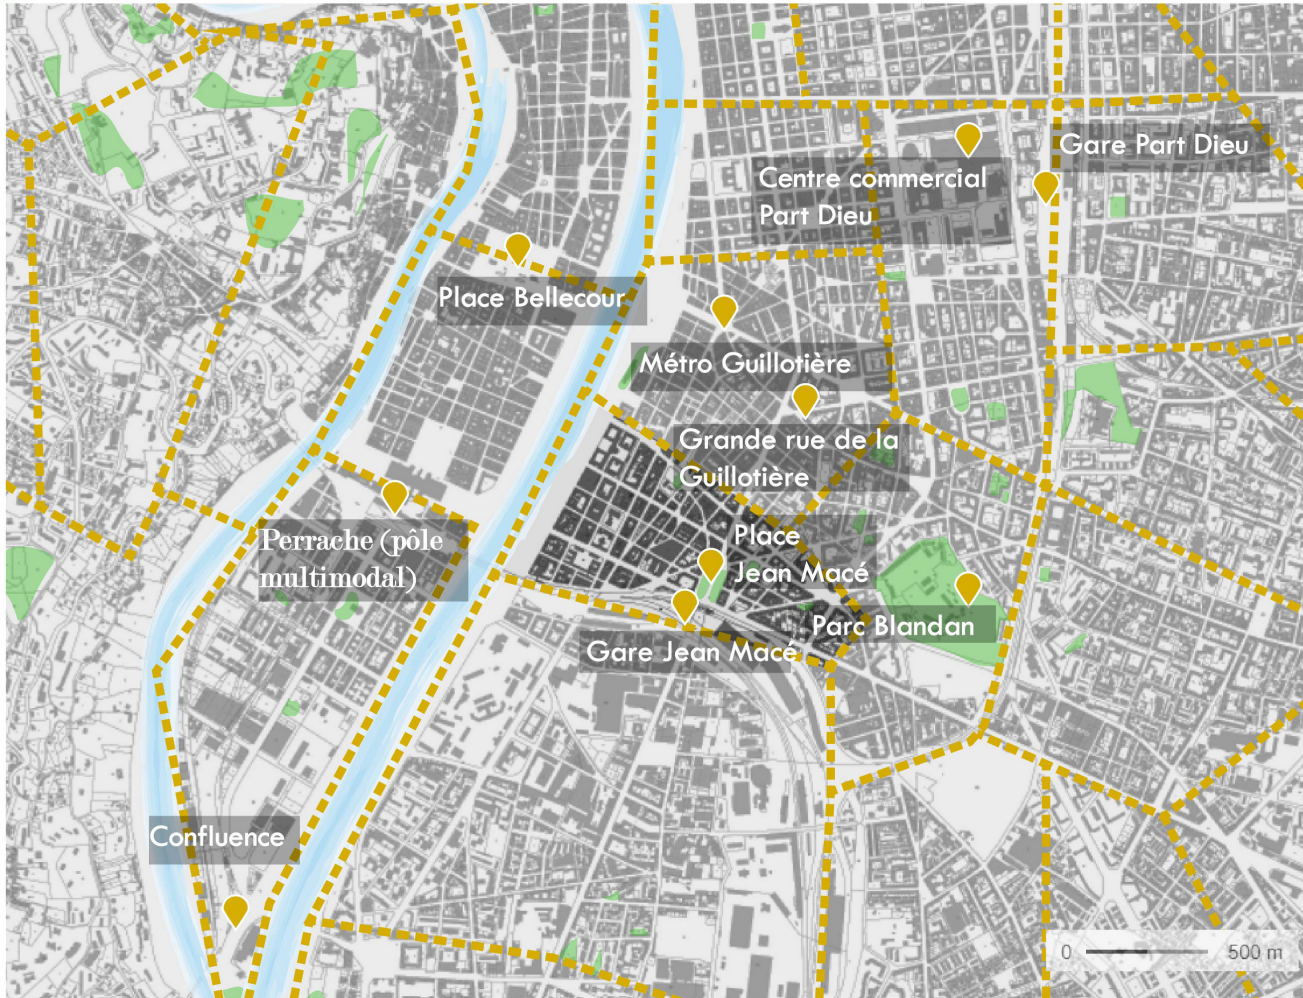 Gare Part Dieu
Centre commercial
Part Dieu
Place Bellecour
Métro Guillotière
Grande rue de la
Guillotière
Perrache (pôle
multimodal)
Place
Jean Macé
Parc Blandan
Gare Jean Macé
Confluence
0 500 m